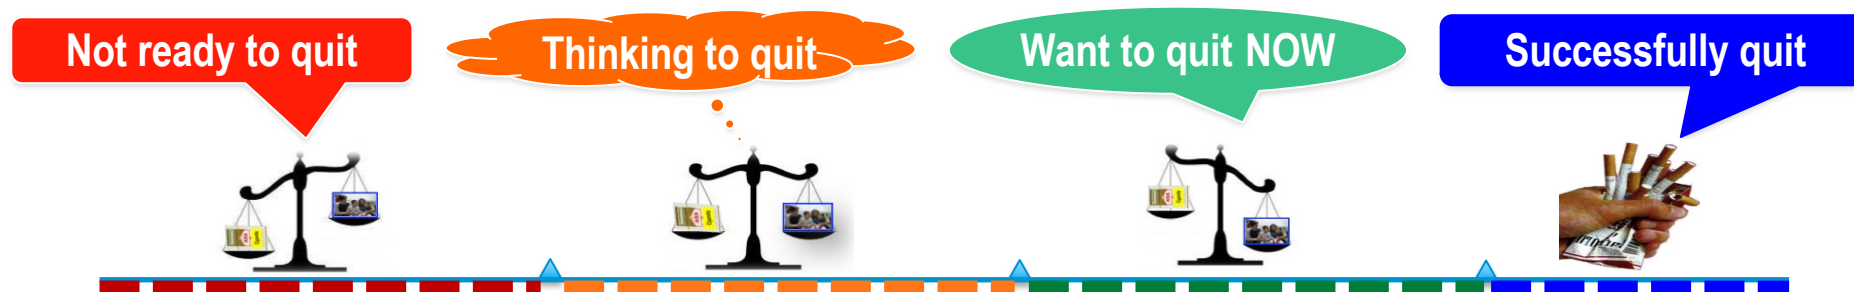 Not ready to quit
Thinking to quit
Want to quit NOW
Successfully quit